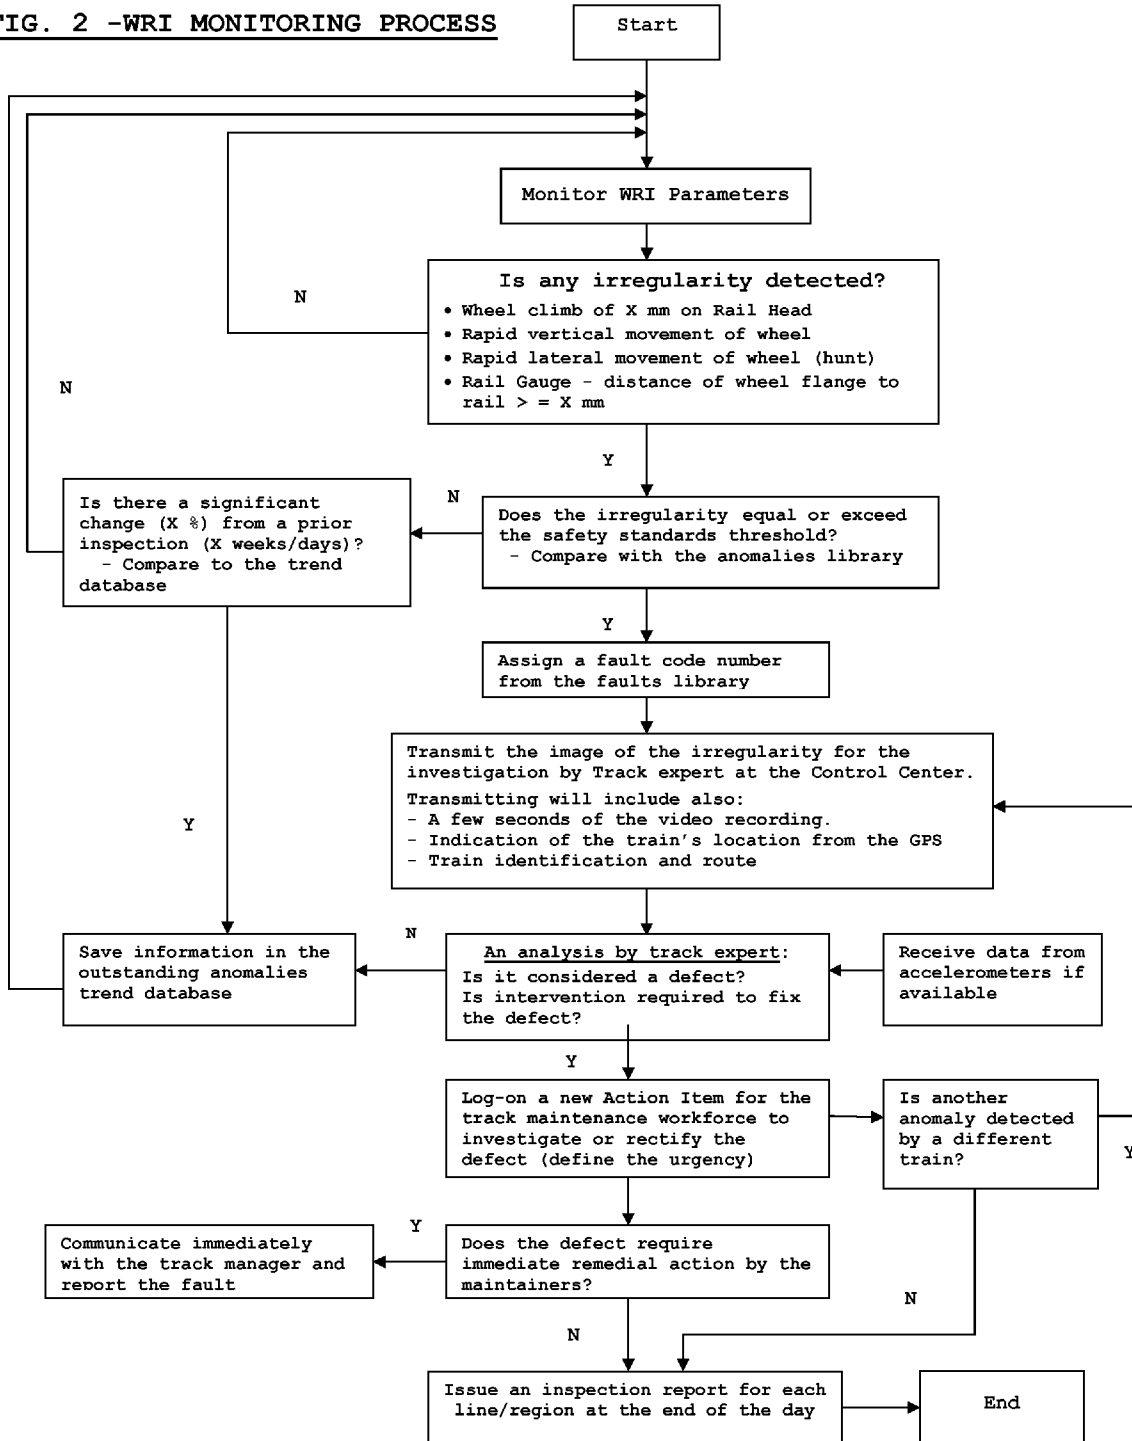 FIG. 2 -WRI MONITORING PROCESS
Start
Monitor WRI Parameters
Is any irregularity detected?
• Wheel climb of X mm on Rail Head
• Rapid vertical movement of wheel
• Rapid lateral movement of wheel (hunt)
• Rail Gauge - distance of wheel flange to
rail > = X mm
N
N
Y
Is there a significant
change (X %) from a prior
inspection (X weeks/days)?
- Compare to the trend
database
N
Does the irregularity equal or exceed
the safety standards threshold?
- Compare with the anomalies library
Y
Assign a fault code number
from the faults library
Transmit the image of the irregularity for the
investigation by Track expert at the Control Center.
Transmitting will include also:
- A few seconds of the video recording.
- Indication of the train's location from the GPS
- Train identification and route
Y
Save information in the
outstanding anomalies
trend database
N
An analysis by track expert:
Is it considered a defect?
Is intervention required to fix
the defect?
Receive data from
accelerometers if
available
Y
Log-on a new Action Item for the
track maintenance workforce to
investigate or rectify the
defect (define the urgency)
Is another
anomaly detected
by a different
train?
Y
Communicate immediately
with the track manager and
report the fault
Y
Does the defect require
immediate remedial action by the
maintainers?
N
N
Issue an inspection report for each
line/region at the end of the day
End